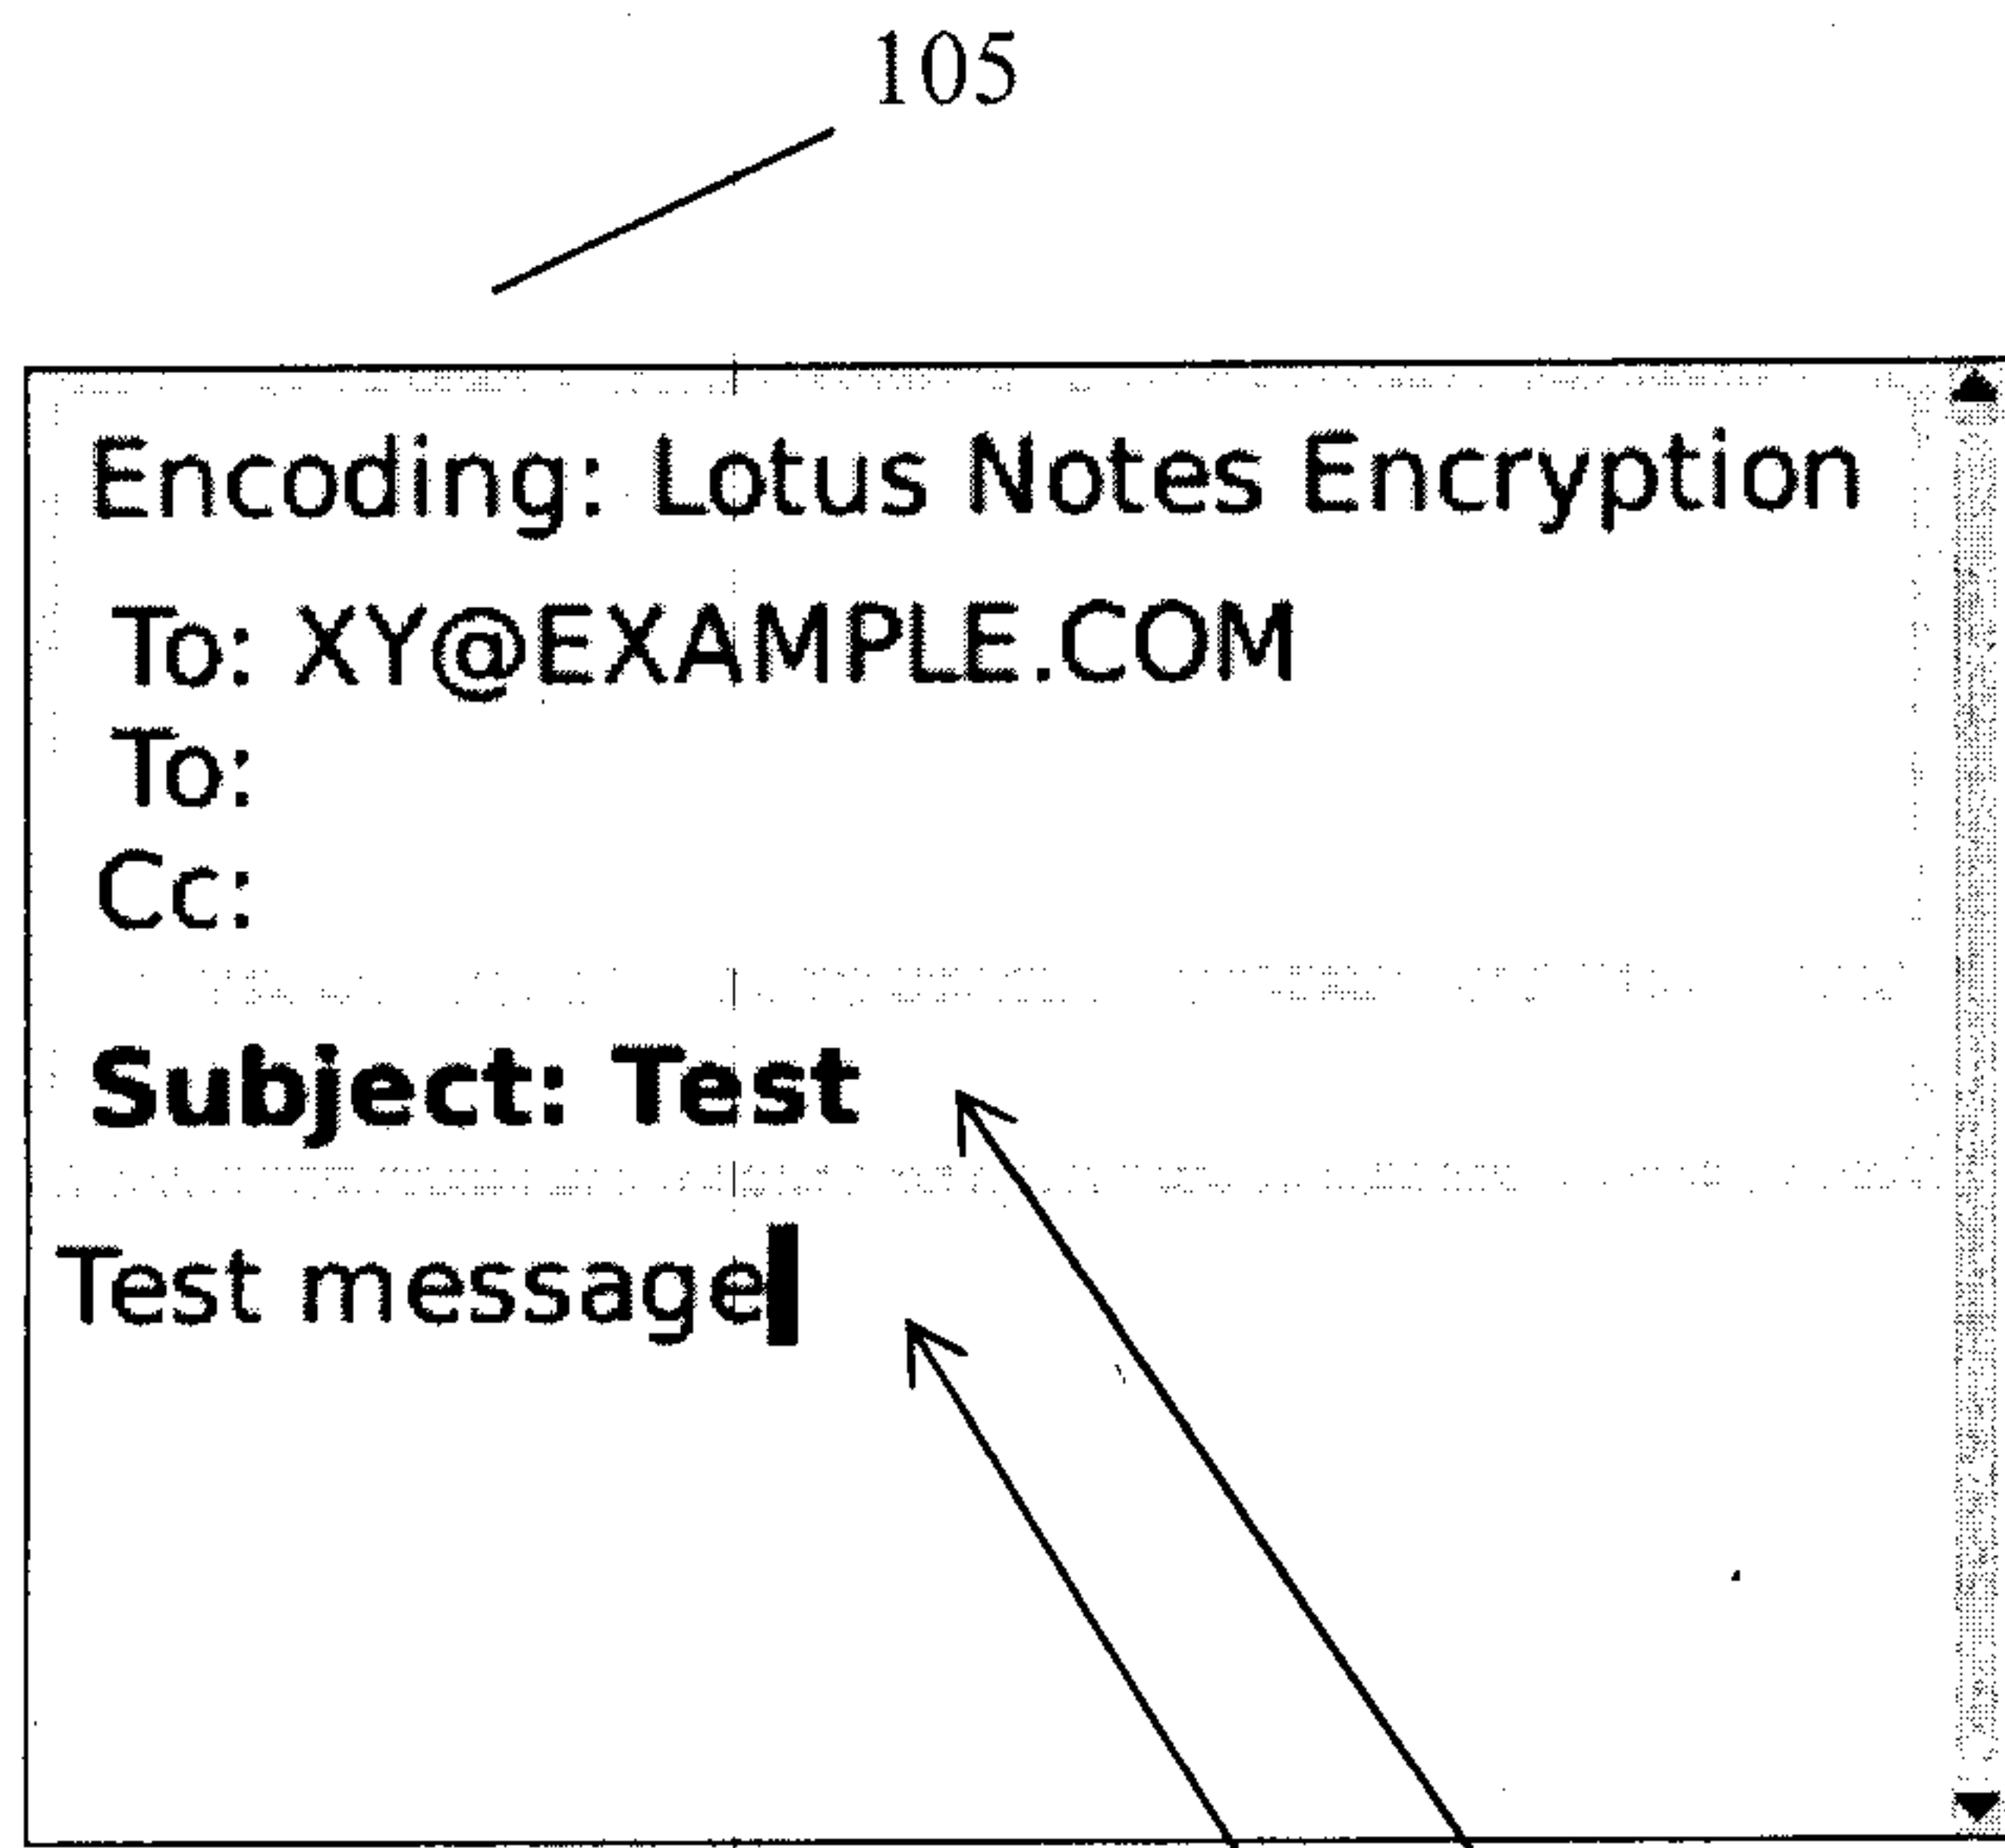 105
Encoding: Lotus Notes Encryption
To: XY@EXAMPLE.COM
To:
Cc:
Subject: Test
Test message